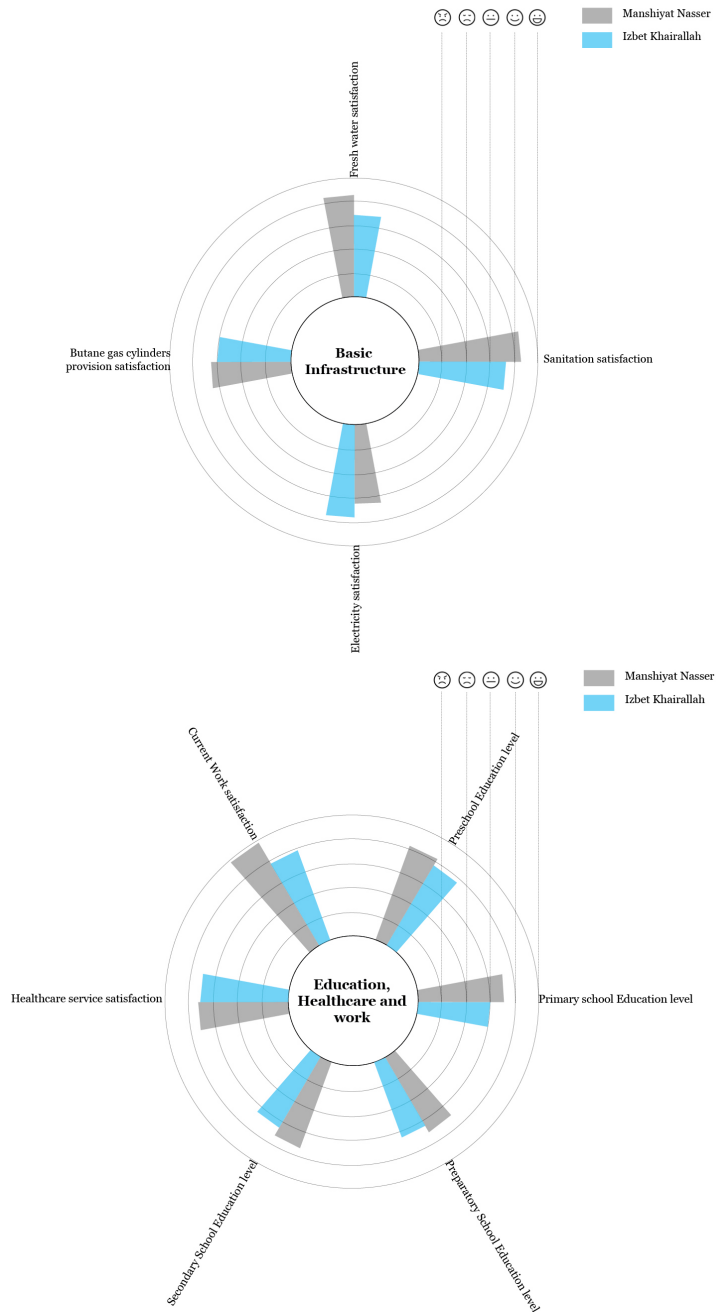 Manshiyat Nasser
Izbet Khairallah
Fresh water satisfaction
Butane gas cylinders
provision satisfaction
Basic
Infrastructure
Sanitation satisfaction
Electricity satisfaction
Manshiyat Nasser
Izbet Khairallah
Current Work satisfaction
Preschool Education level
Healthcare service satisfaction
Education,
Healthcare and
work
Primary school Education level
Secondary School Education level
Preparatory School Education level